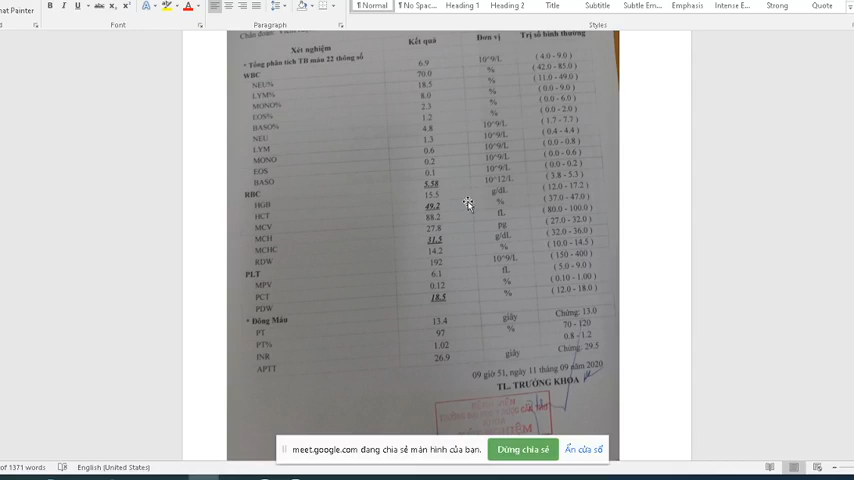 mat Painter
B I U abc X₂ X² A A
Normal No Spac... Heading 1 Heading 2 Title Subtitle Subtle Em... Emphasis Intense E... Strong Quote
Font Paragraph Styles
Chẩn đoán:
Xét nghiệm Kết quả Đơn vị Trị số bình thường
* Tổng phân tích TB máu 22 thông số
WBC 6.9 10^9/L ( 4.0 - 9.0 )
NEU% 70.0 % ( 42.0 - 85.0 )
LYM% 18.5 % ( 11.0 - 49.0 )
MONO% 8.0 % ( 0.0 - 9.0 )
EOS% 2.3 % ( 0.0 - 6.0 )
BASO% 1.2 % ( 0.0 - 2.0 )
NEU 4.8 10^9/L ( 1.7 - 7.7 )
LYM 1.3 10^9/L ( 0.4 - 4.4 )
MONO 0.6 10^9/L ( 0.0 - 0.8 )
EOS 0.2 10^9/L ( 0.0 - 0.6 )
BASO 0.1 10^9/L ( 0.0 - 0.2 )
RBC 5.58 10^12/L ( 3.8 - 5.3 )
HGB 15.5 g/dL ( 12.0 - 17.2 )
HCT 49.2 % ( 37.0 - 47.0 )
MCV 88.2 fL ( 80.0 - 100.0 )
MCH 27.8 pg ( 27.0 - 32.0 )
MCHC 31.5 g/dL ( 32.0 - 36.0 )
RDW 14.2 % ( 10.0 - 14.5 )
PLT 192 10^9/L ( 150 - 400 )
MPV 6.1 fL ( 5.0 - 9.0 )
PCT 0.12 % ( 0.10 - 1.00 )
PDW 18.5 % ( 12.0 - 18.0 )
* Đông Máu
PT 13.4 giây Chứng: 13.0
PT% 97 % 70 - 120
INR 1.02 0.8 - 1.2
APTT 26.9 giây Chứng: 29.5
09 giờ 51, ngày 11 tháng 09 năm 2020
TL. TRƯỞNG KHOA
BỆNH VIỆN
meet.google.com đang chia sẻ màn hình của bạn. Dừng chia sẻ Ẩn cửa sổ
of 1371 words English (United States)